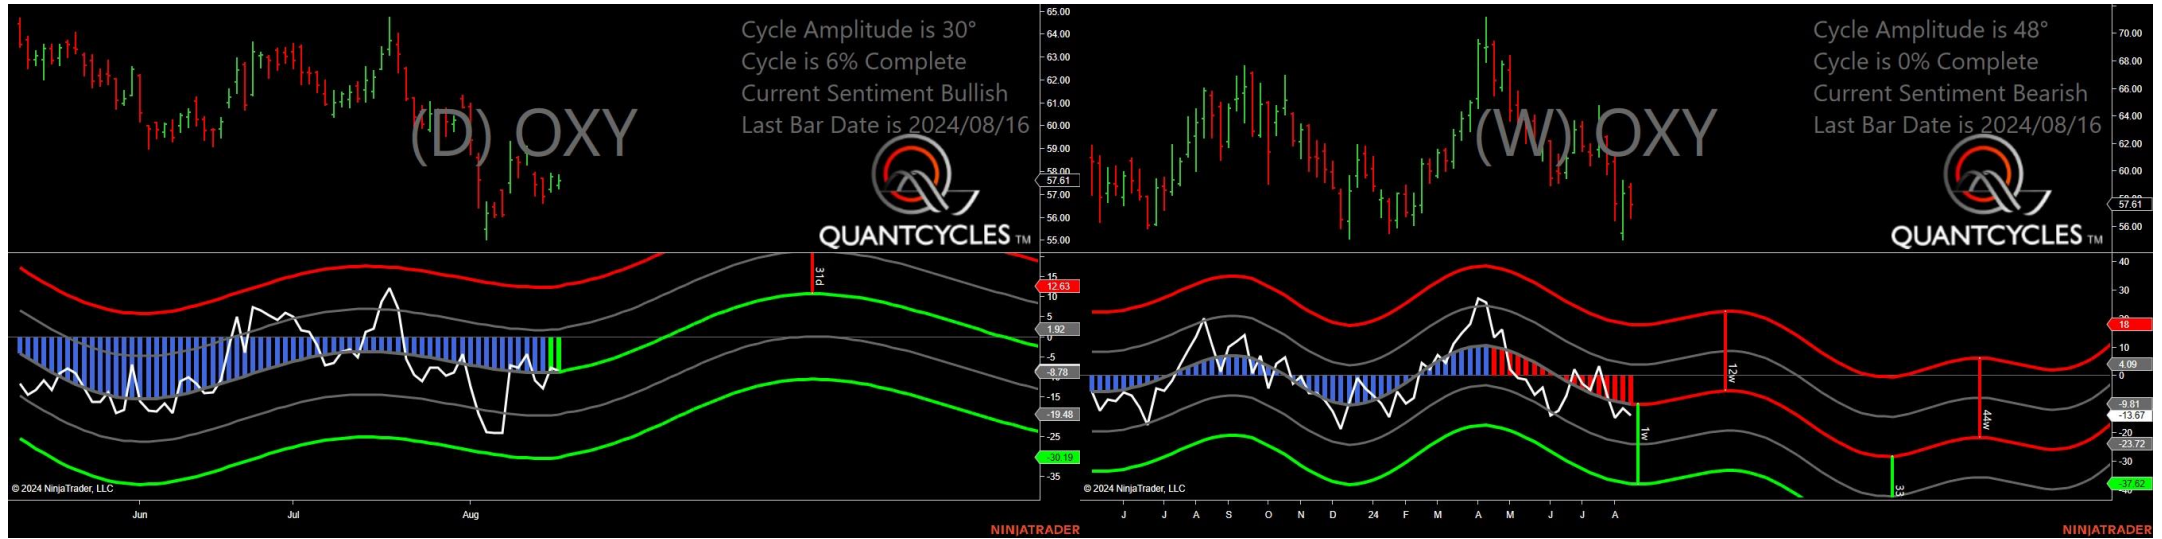 Cycle Amplitude is 30°
Cycle is 6% Complete
Current Sentiment Bullish
Last Bar Date is 2024/08/16
(D) OXY
QUANTCYCLES TM
65.00
64.00
63.00
62.00
61.00
60.00
59.00
58.00
57.61
57.00
56.00
55.00
31d
15
12.63
10
5
1.92
0
-5
-8.78
-15
-19.48
-25
-30.19
-35
© 2024 NinjaTrader, LLC
Jun Jul Aug
NINJATRADER
Cycle Amplitude is 48°
Cycle is 0% Complete
Current Sentiment Bearish
Last Bar Date is 2024/08/16
(W) OXY
QUANTCYCLES TM
70.00
68.00
66.00
64.00
62.00
60.00
57.61
56.00
1w
12w
33
44w
40
30
18
10
4.09
0
-9.81
-13.67
-20
-23.72
-30
-37.62
© 2024 NinjaTrader, LLC
J J A S O N D 24 F M A M J J A
NINJATRADER